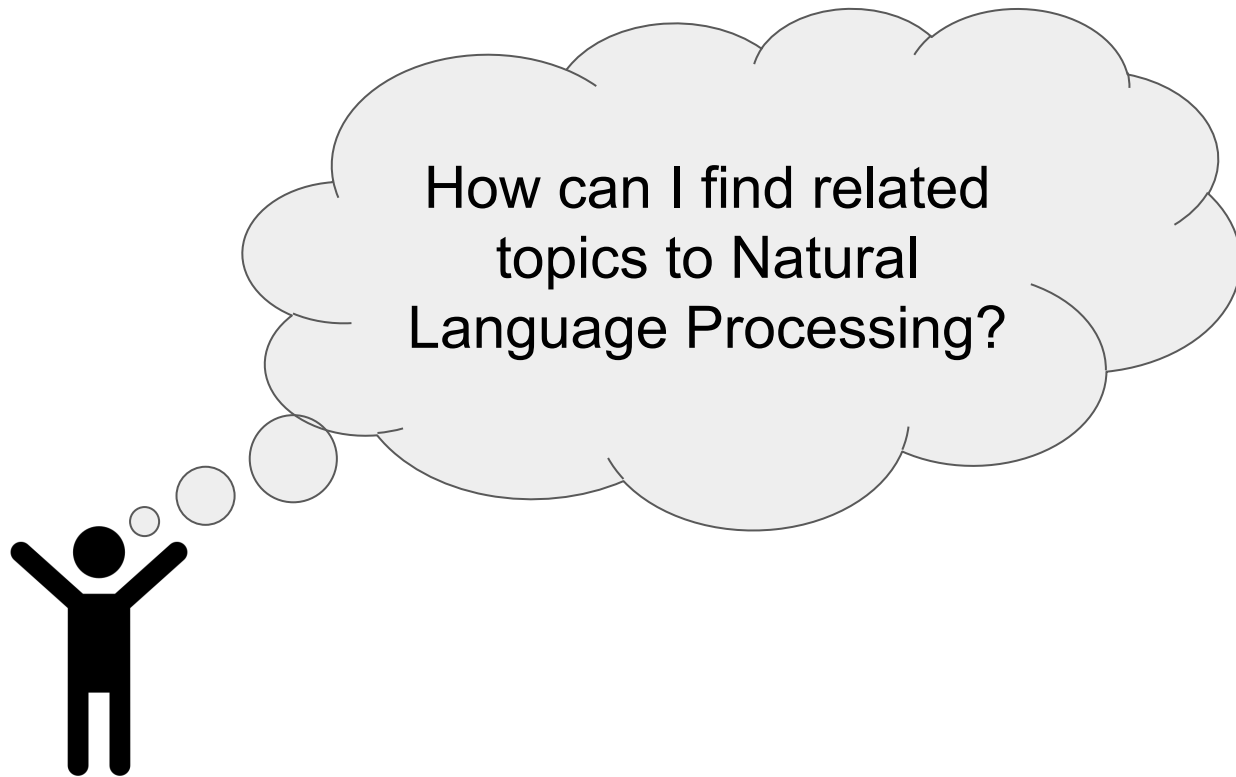 How can I find related
topics to Natural
Language Processing?